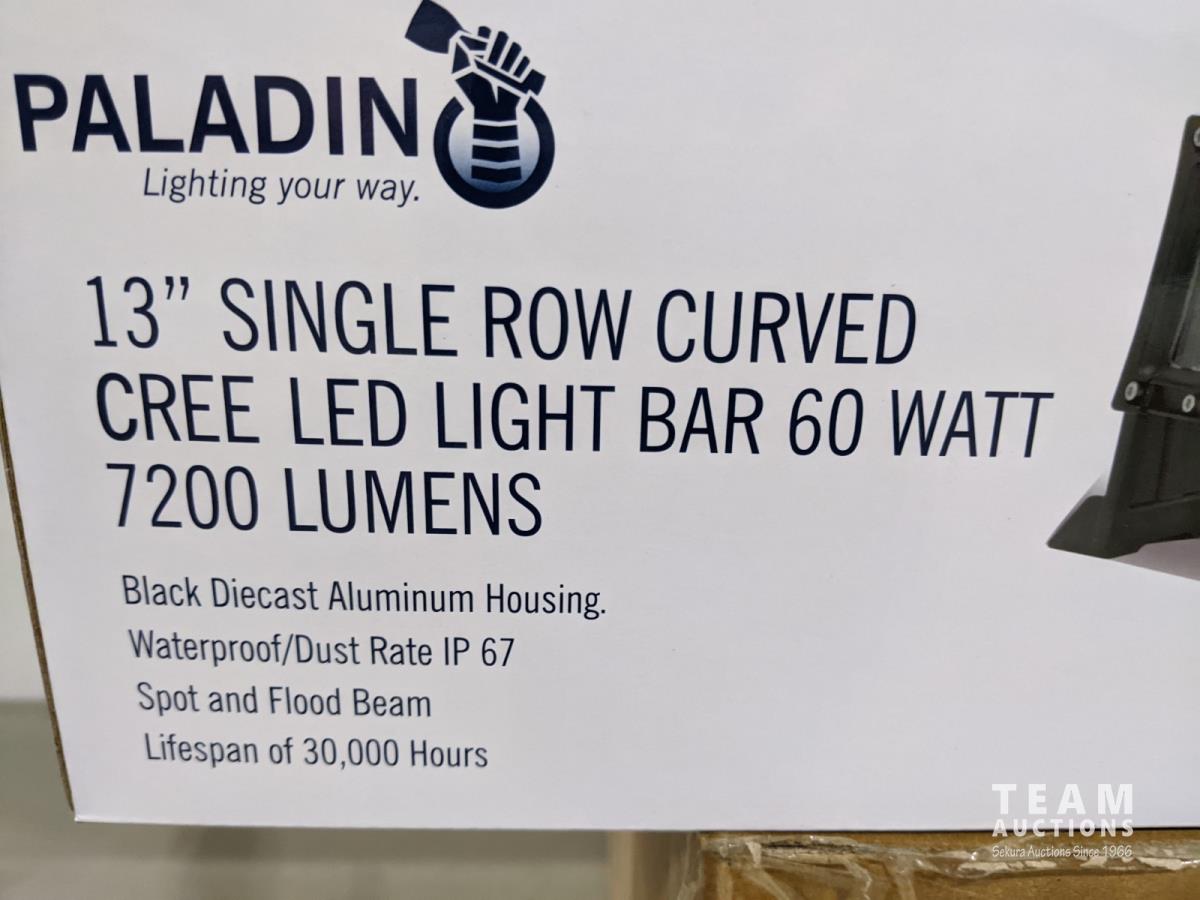 PALADIN
Lighting your way.
13” SINGLE ROW CURVED
CREE LED LIGHT BAR 60 WATT
7200 LUMENS
Black Diecast Aluminum Housing.
Waterproof/Dust Rate IP 67
Spot and Flood Beam
Lifespan of 30,000 Hours
TEAM
AUCTIONS
Sekura Auctions Since 1966